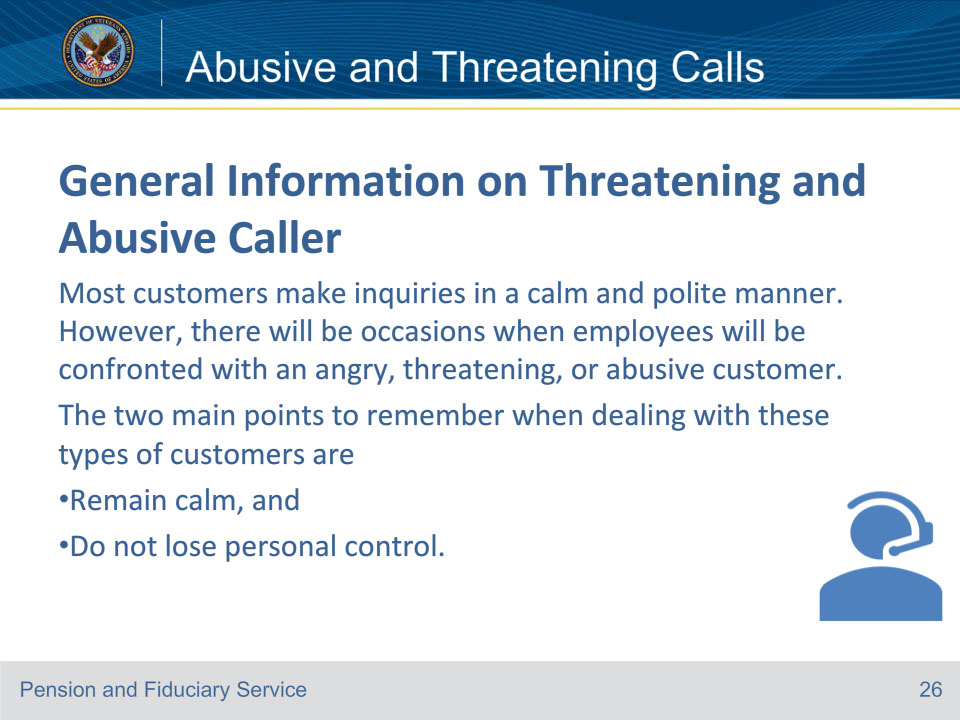 Abusive and Threatening Calls
General Information on Threatening and
Abusive Caller
Most customers make inquiries in a calm and polite manner.
However, there will be occasions when employees will be
confronted with an angry, threatening, or abusive customer.
The two main points to remember when dealing with these
types of customers are
•Remain calm, and
•Do not lose personal control.
Pension and Fiduciary Service
26